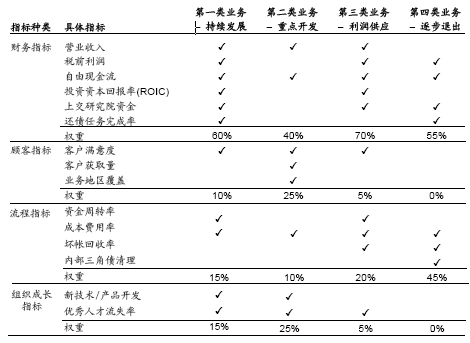 指标种类 具体指标 第一类业务 – 持续发展 第二类业务 – 重点开发 第三类业务 – 利润供应 第四类业务 – 逐步退出
财务指标 营业收入 ✓ ✓ ✓
税前利润 ✓ ✓ ✓
自由现金流 ✓ ✓ ✓ ✓
投资资本回报率(ROIC) ✓ ✓
上交研究院资金 ✓ ✓ ✓
还债任务完成率 ✓ ✓
权重 60% 40% 70% 55%
顾客指标 客户满意度 ✓ ✓ ✓
客户获取量 ✓
业务地区覆盖 ✓
权重 10% 25% 5% 0%
流程指标 资金周转率 ✓ ✓
成本费用率 ✓ ✓ ✓ ✓
坏帐回收率 ✓ ✓
内部三角债清理 ✓
权重 15% 10% 20% 45%
组织成长指标 新技术/产品开发 ✓ ✓
优秀人才流失率 ✓ ✓ ✓
权重 15% 25% 5% 0%